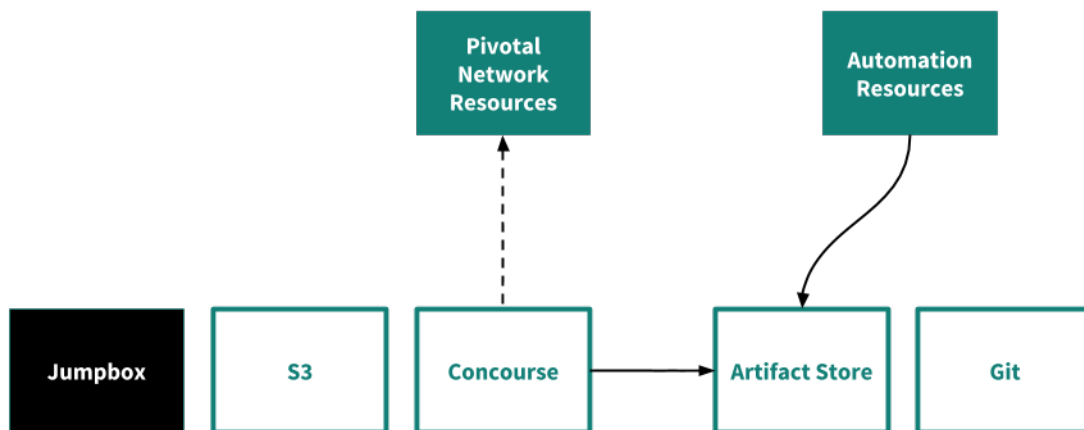 Pivotal
Network
Resources
Automation
Resources
Jumpbox
S3
Concourse
Artifact Store
Git